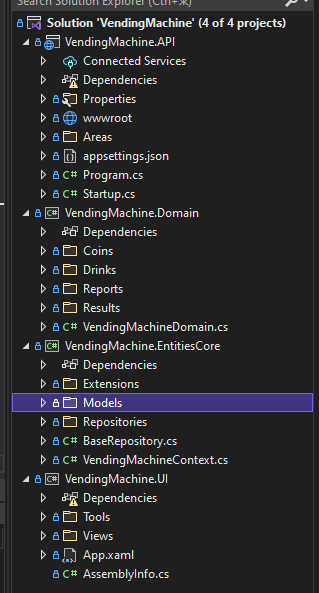 Search Solution Explorer (Ctrl+ж)
Solution 'VendingMachine' (4 of 4 projects)
VendingMachine.API
Connected Services
Dependencies
Properties
wwwroot
Areas
appsettings.json
C# Program.cs
C# Startup.cs
C# VendingMachine.Domain
Dependencies
Coins
Drinks
Reports
Results
C# VendingMachineDomain.cs
C# VendingMachine.EntitiesCore
Dependencies
Extensions
Models
Repositories
C# BaseRepository.cs
C# VendingMachineContext.cs
C# VendingMachine.UI
Dependencies
Tools
Views
App.xaml
C# AssemblyInfo.cs